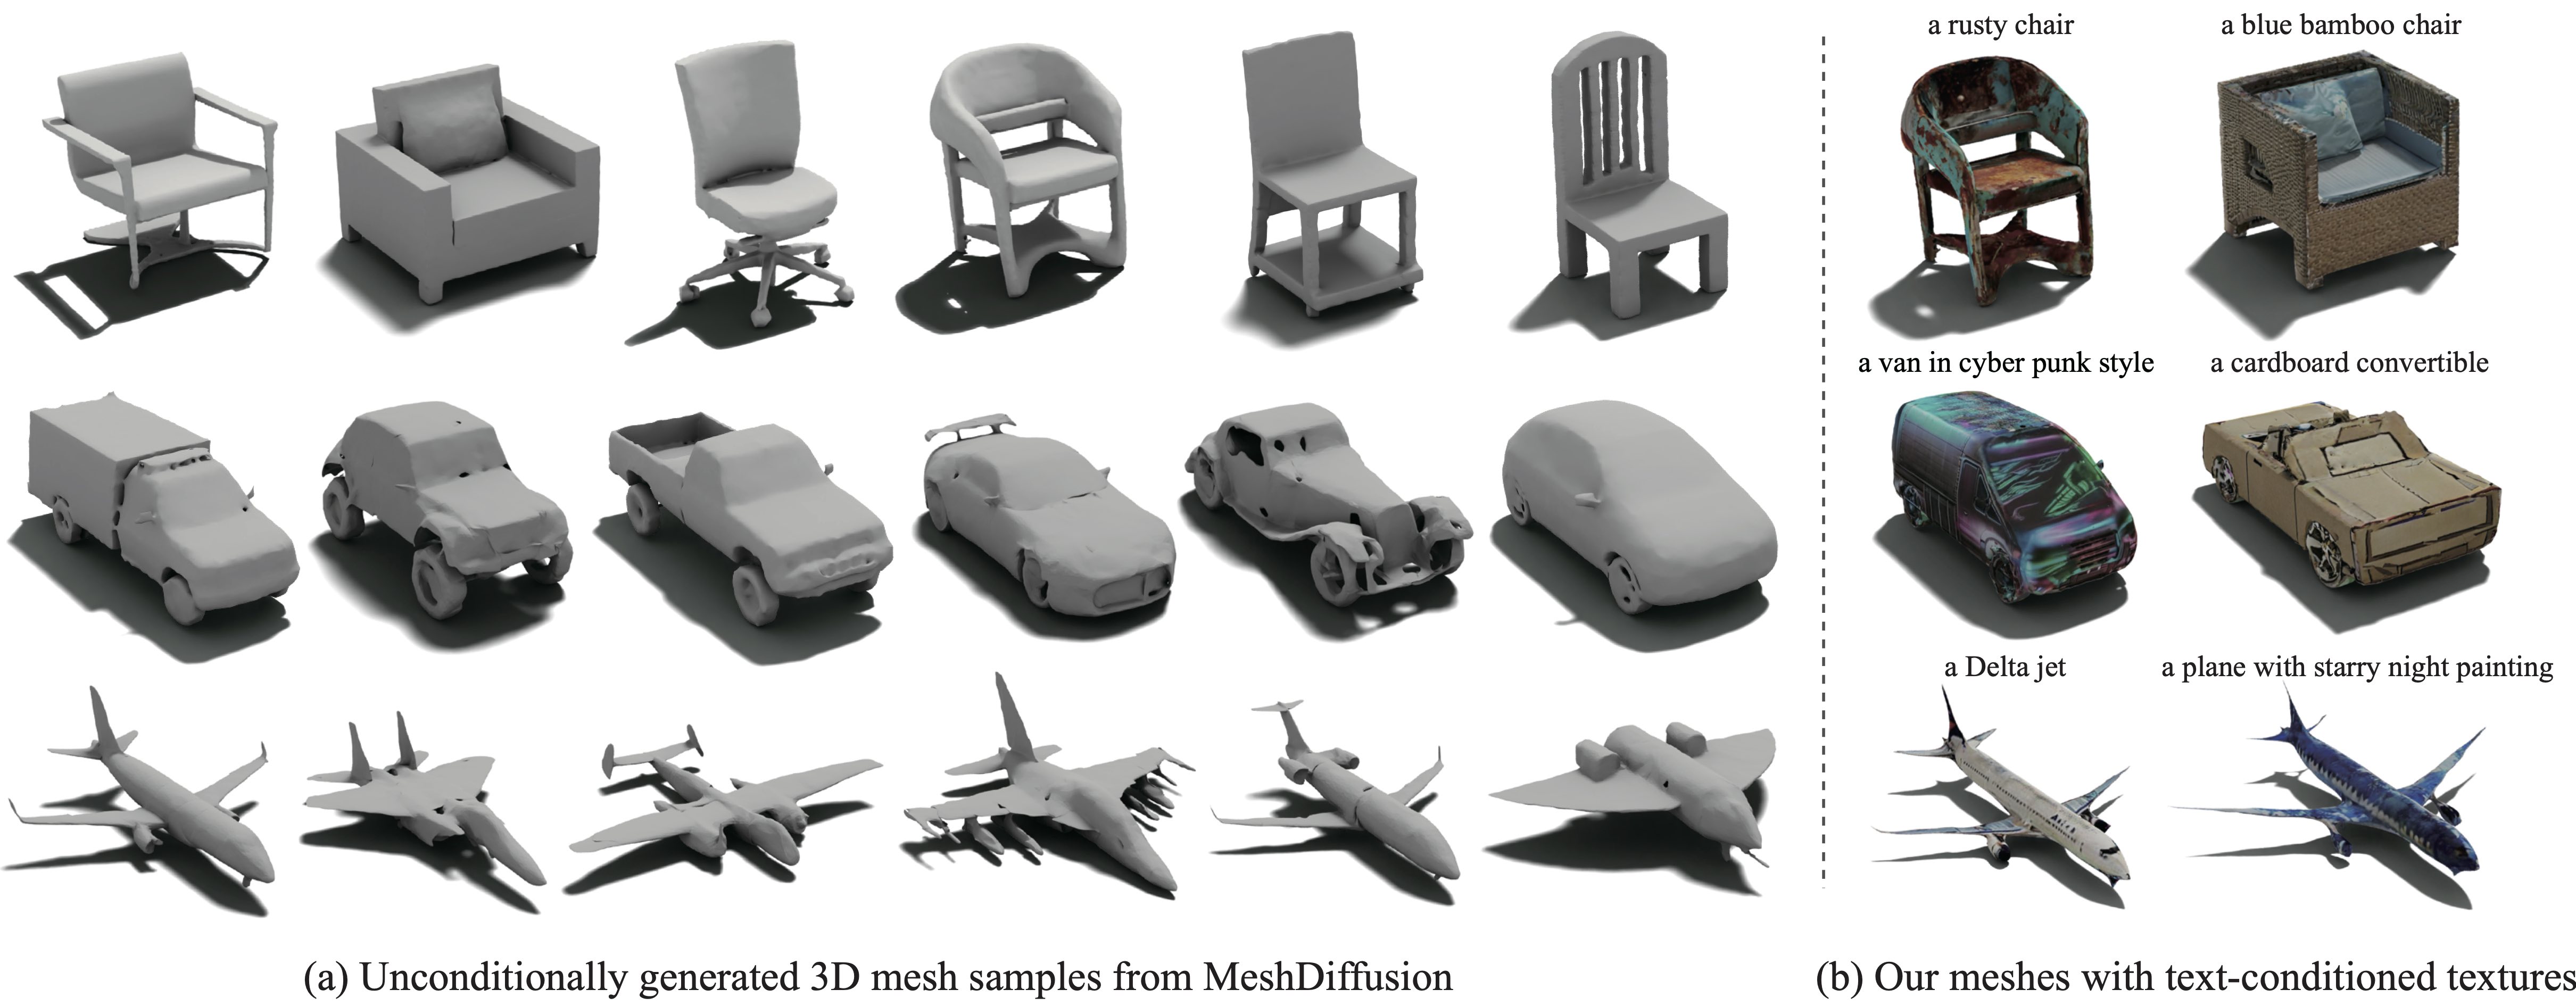 a rusty chair
a blue bamboo chair
a van in cyber punk style
a cardboard convertible
a Delta jet
a plane with starry night painting
(a) Unconditionally generated 3D mesh samples from MeshDiffusion
(b) Our meshes with text-conditioned textures